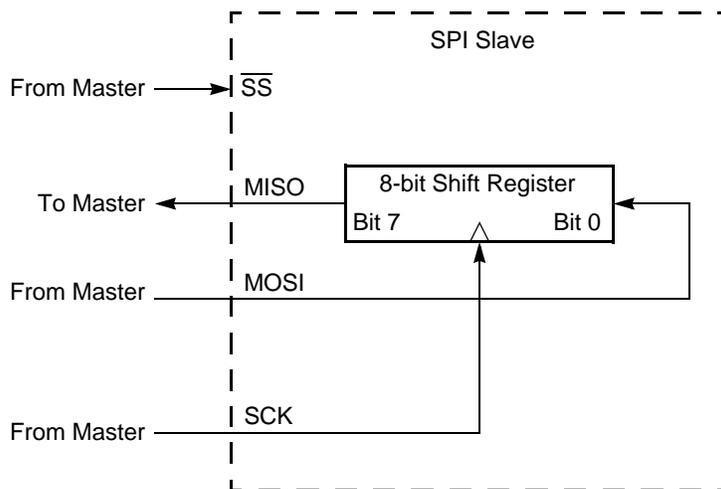 SPI Slave
From Master
S̅S̅
To Master
MISO
8-bit Shift Register
Bit 7
Bit 0
From Master
MOSI
From Master
SCK